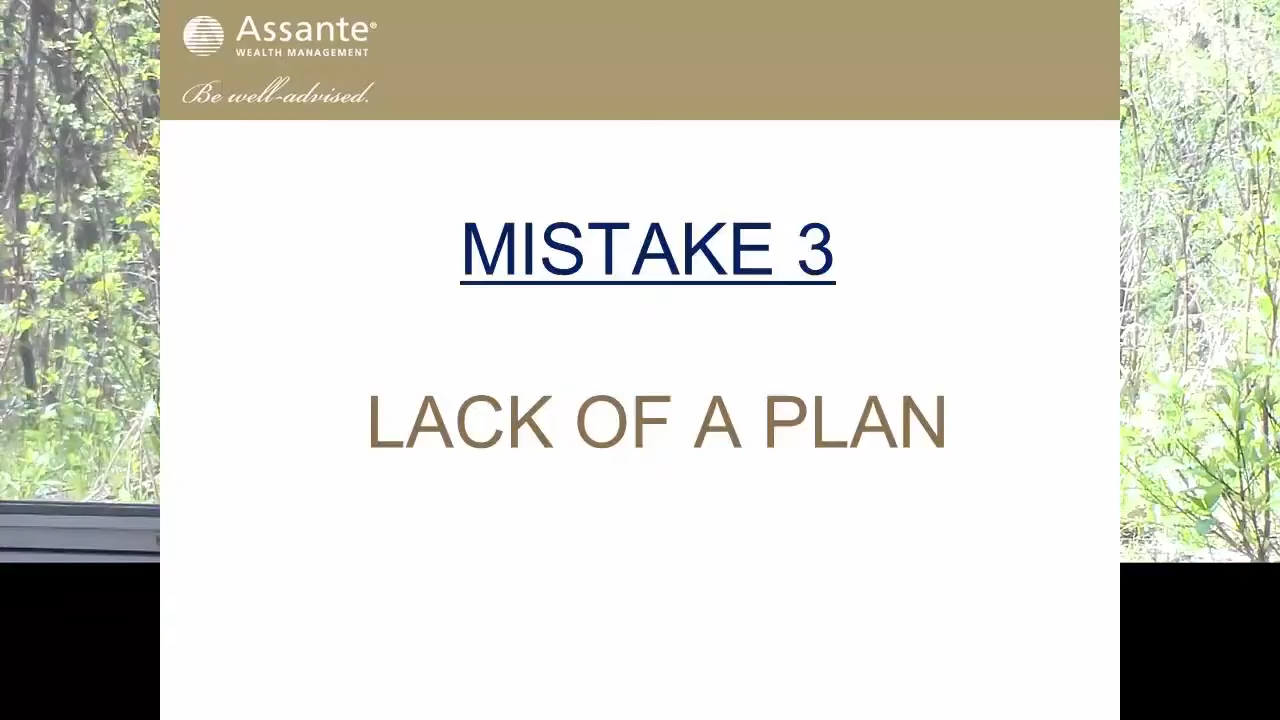 Assante®
WEALTH MANAGEMENT
Be well-advised.
MISTAKE 3
LACK OF A PLAN